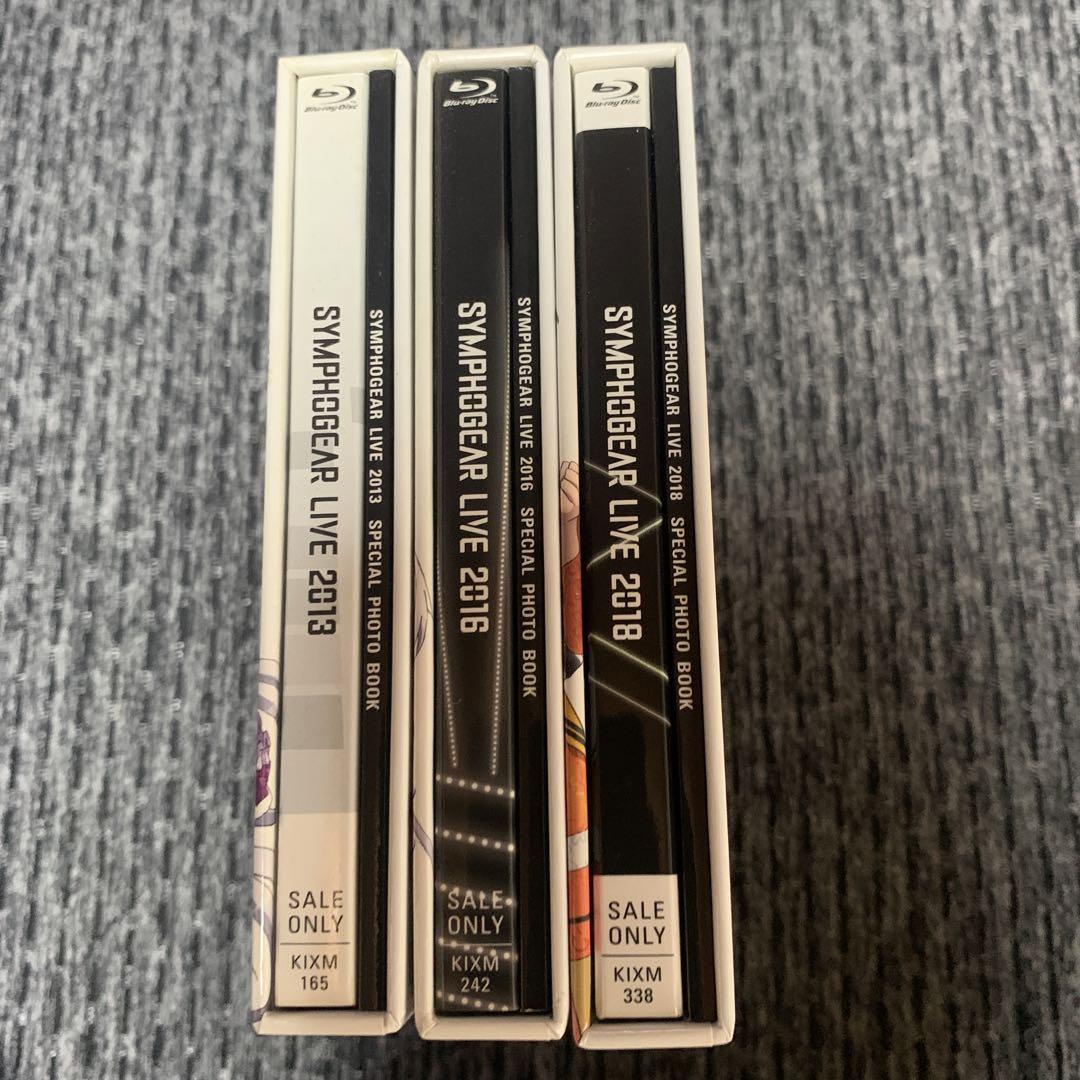 Blu-ray Disc
SYMPHOGEAR LIVE 2013
SALE
ONLY
KIXM
165
SYMPHOGEAR LIVE 2013 SPECIAL PHOTO BOOK
Blu-ray Disc
SYMPHOGEAR LIVE 2016
SALE
ONLY
KIXM
242
SYMPHOGEAR LIVE 2016 SPECIAL PHOTO BOOK
Blu-ray Disc
SYMPHOGEAR LIVE 2018
SALE
ONLY
KIXM
338
SYMPHOGEAR LIVE 2018 SPECIAL PHOTO BOOK